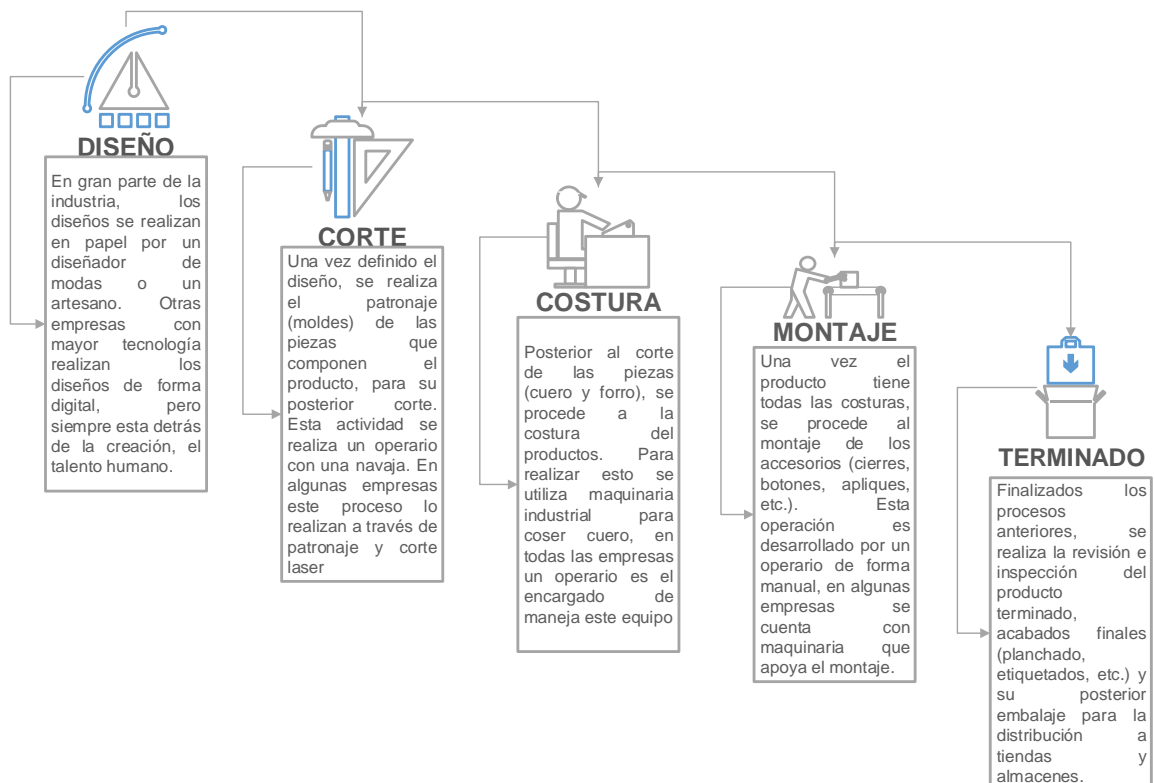 DISEÑO
En gran parte de la
industria, los
diseños se realizan
en papel por un
diseñador de
modas o un
artesano. Otras
empresas con
mayor tecnología
realizan los
diseños de forma
digital, pero
siempre esta detrás
de la creación, el
talento humano.
CORTE
Una vez definido el
diseño, se realiza
el patronaje
(moldes) de las
piezas que
componen el
producto, para su
posterior corte.
Esta actividad se
realiza un operario
con una navaja. En
algunas empresas
este proceso lo
realizan a través de
patronaje y corte
laser
COSTURA
Posterior al corte
de las piezas
(cuero y forro), se
procede a la
costura del
productos. Para
realizar esto se
utiliza maquinaria
industrial para
coser cuero, en
todas las empresas
un operario es el
encargado de
maneja este equipo
MONTAJE
Una vez el
producto tiene
todas las costuras,
se procede al
montaje de los
accesorios (cierres,
botones, apliques,
etc.). Esta
operación es
desarrollado por un
operario de forma
manual, en algunas
empresas se
cuenta con
maquinaria que
apoya el montaje.
TERMINADO
Finalizados los
procesos
anteriores, se
realiza la revisión e
inspección del
producto
terminado,
acabados finales
(planchado,
etiquetados, etc.) y
su posterior
embalaje para la
distribución a
tiendas y
almacenes.